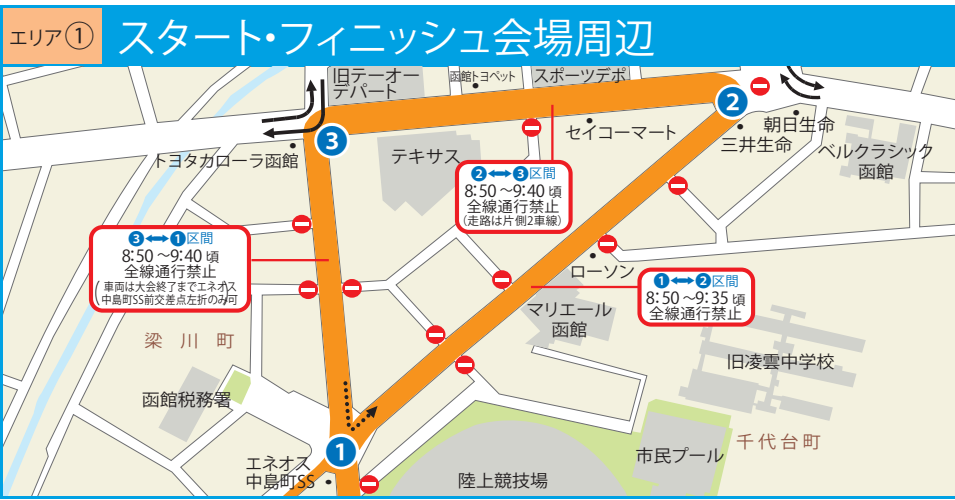 エリア①
スタート・フィニッシュ会場周辺
旧テーオー
デパート
函館トヨペット
スポーツデポ
2
3
セイコーマート
朝日生命
三井生命
ベルクラシック
函館
トヨタカローラ函館
テキサス
2⟷3区間
8:50～9:40頃
全線通行禁止
(走路は片側2車線)
3⟷1区間
8:50～9:40頃
全線通行禁止
(車両は大会終了までエネオス
中島町SS前交差点左折のみ可)
ローソン
1⟷2区間
8:50～9:35頃
全線通行禁止
マリエール
函館
梁川町
旧凌雲中学校
函館税務署
1
エネオス
中島町SS
陸上競技場
市民プール
千代台町